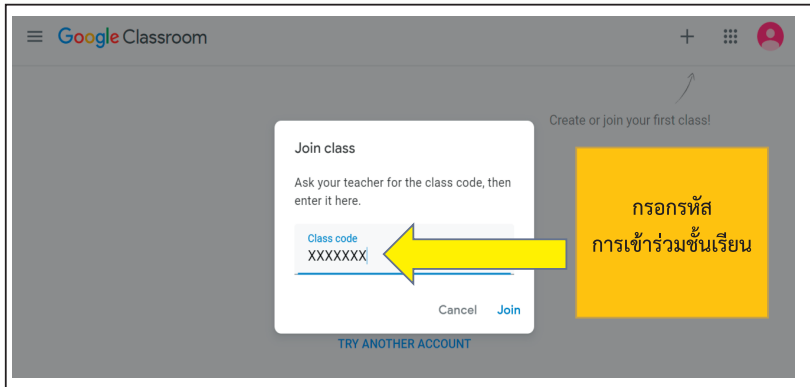 Google Classroom
Create or join your first class!
Join class
Ask your teacher for the class code, then
enter it here.
Class code
XXXXXXX
Cancel Join
TRY ANOTHER ACCOUNT
กรอกรหัส
การเข้าร่วมชั้นเรียน